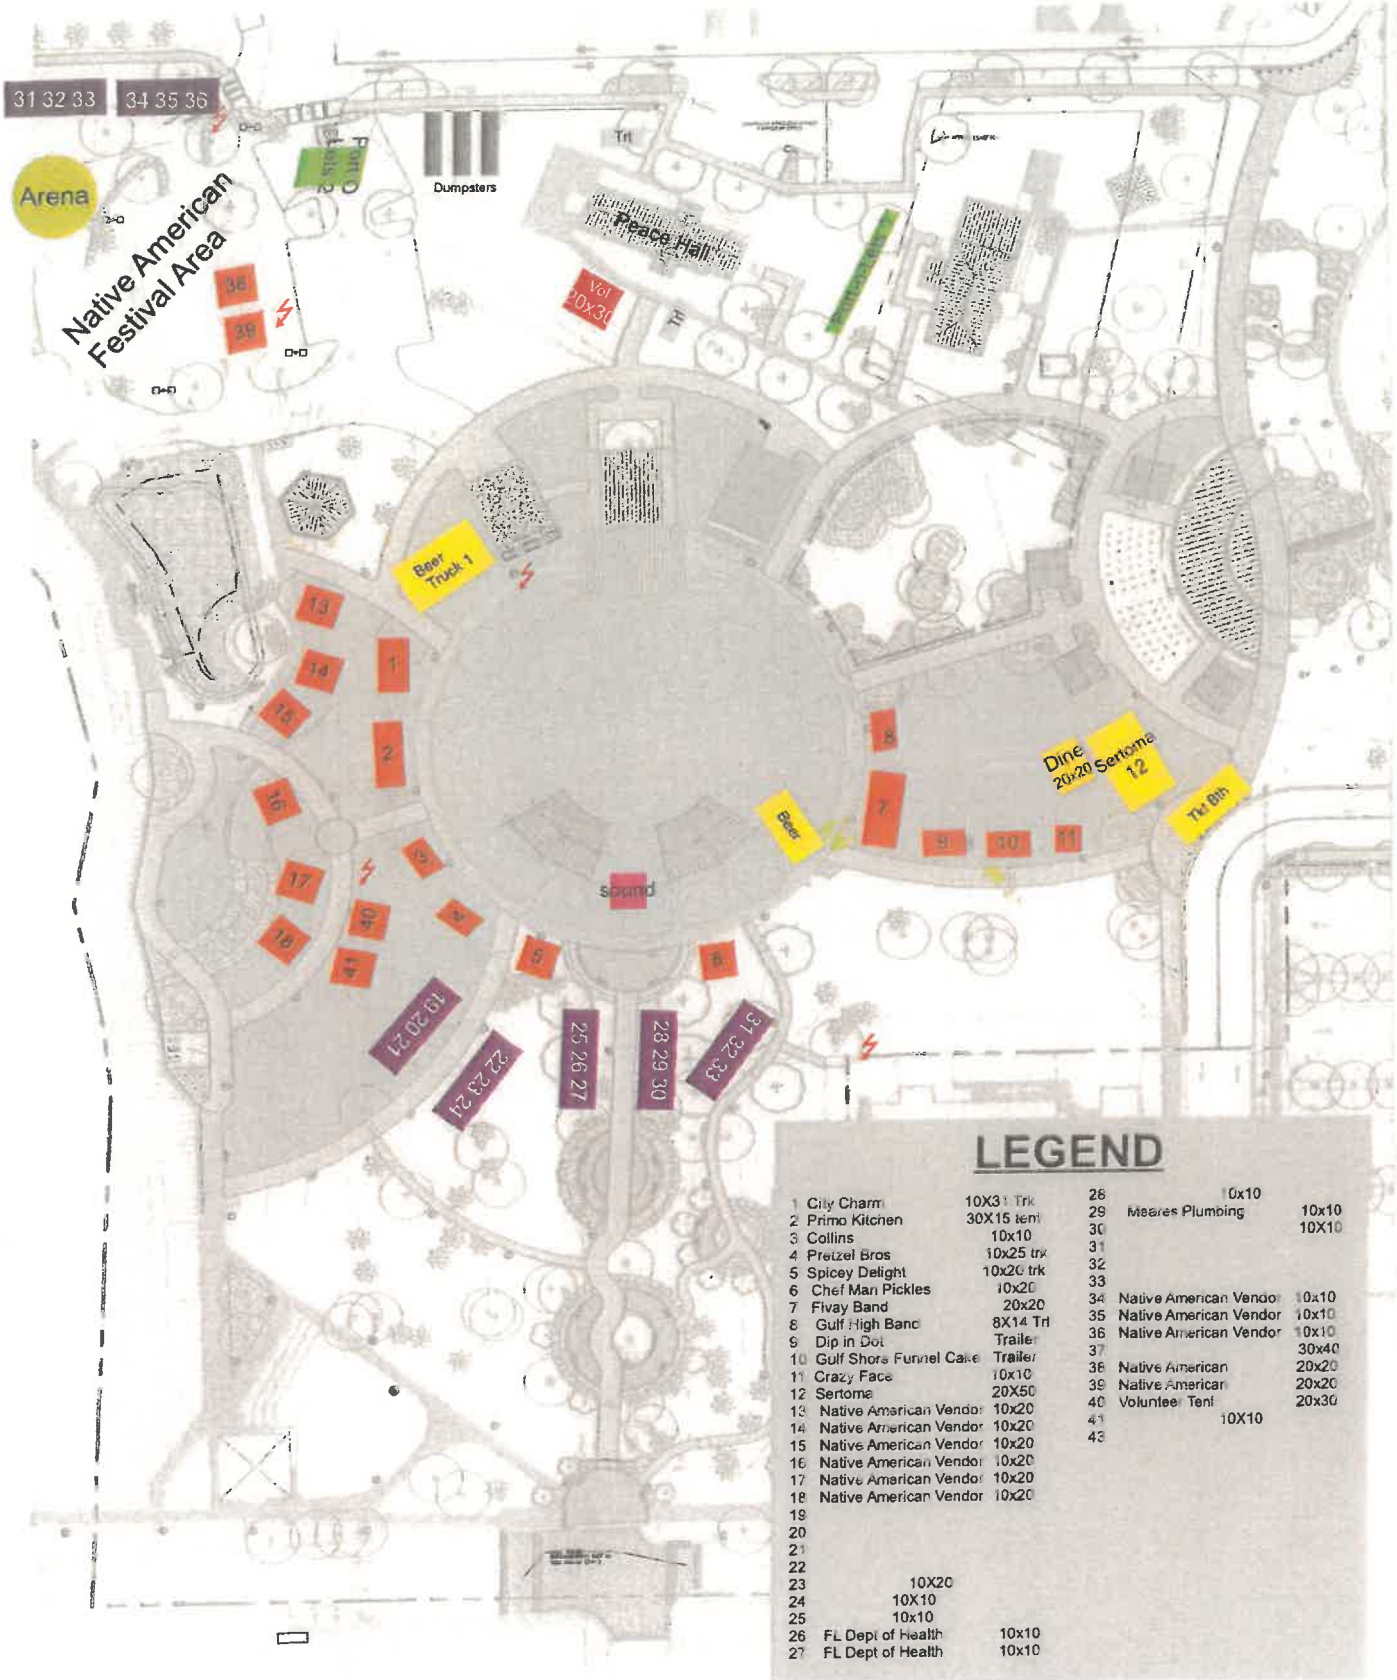 31 32 33
34 35 36
Arena
Native American
Festival Area
Port O
Lets 2
Dumpsters
Trl
Peace Hall
Vol
20x30
Trl
Port-o-Lets
38
39
Beer
Truck 1
13
14
15
1
2
16
17
18
3
40
41
4
5
6
sound
Beer
8
7
9
10
11
Dine
20x20
Sertoma
12
Tkt Bth
19 20 21
22 23 24
25 26 27
28 29 30
31 32 33
LEGEND
1 City Charm 10X31 Trk
2 Primo Kitchen 30X15 tent
3 Collins 10x10
4 Pretzel Bros 10x25 trk
5 Spicey Delight 10x20 trk
6 Chef Man Pickles 10x20
7 Fivay Band 20x20
8 Gulf High Band 8X14 Trl
9 Dip in Dot Trailer
10 Gulf Shore Funnel Cake Trailer
11 Crazy Face 10x10
12 Sertoma 20X50
13 Native American Vendor 10x20
14 Native American Vendor 10x20
15 Native American Vendor 10x20
16 Native American Vendor 10x20
17 Native American Vendor 10x20
18 Native American Vendor 10x20
19
20
21
22
23 10X20
24 10X10
25 10x10
26 FL Dept of Health 10x10
27 FL Dept of Health 10x10
28 10x10
29 Meares Plumbing 10x10
30 10X10
31
32
33
34 Native American Vendor 10x10
35 Native American Vendor 10x10
36 Native American Vendor 10x10
37 30x40
38 Native American 20x20
39 Native American 20x20
40 Volunteer Tent 20x30
41 10X10
43